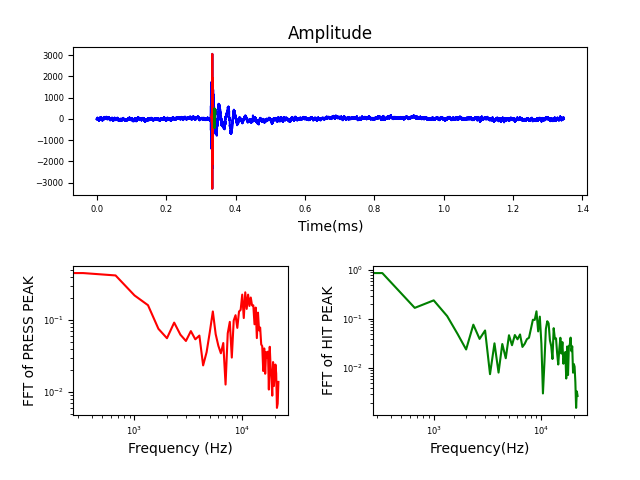 Amplitude
3000
2000
1000
0
−1000
−2000
−3000
0.0 0.2 0.4 0.6 0.8 1.0 1.2 1.4
Time(ms)
FFT of PRESS PEAK
10⁻¹
10⁻²
10³ 10⁴
Frequency (Hz)
FFT of HIT PEAK
10⁰
10⁻¹
10⁻²
10³ 10⁴
Frequency(Hz)